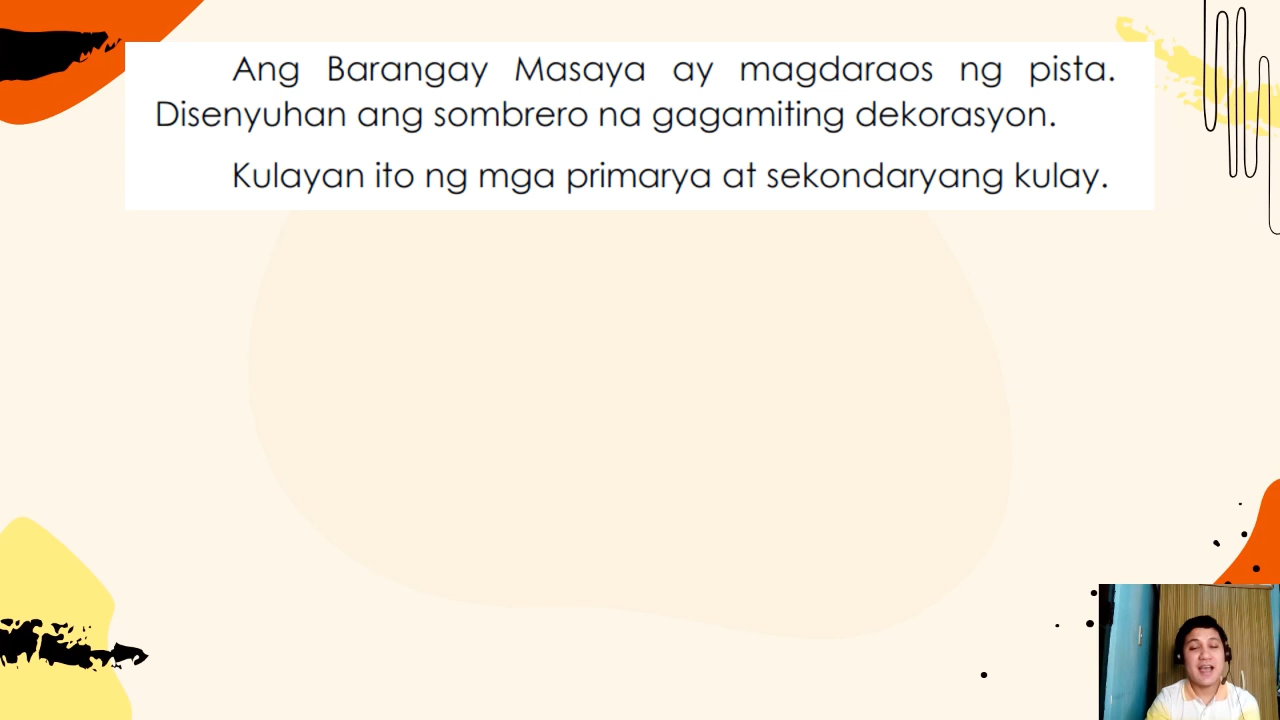 Ang Barangay Masaya ay magdaraos ng pista.
Disenyuhan ang sombrero na gagamiting dekorasyon.
Kulayan ito ng mga primarya at sekondaryang kulay.